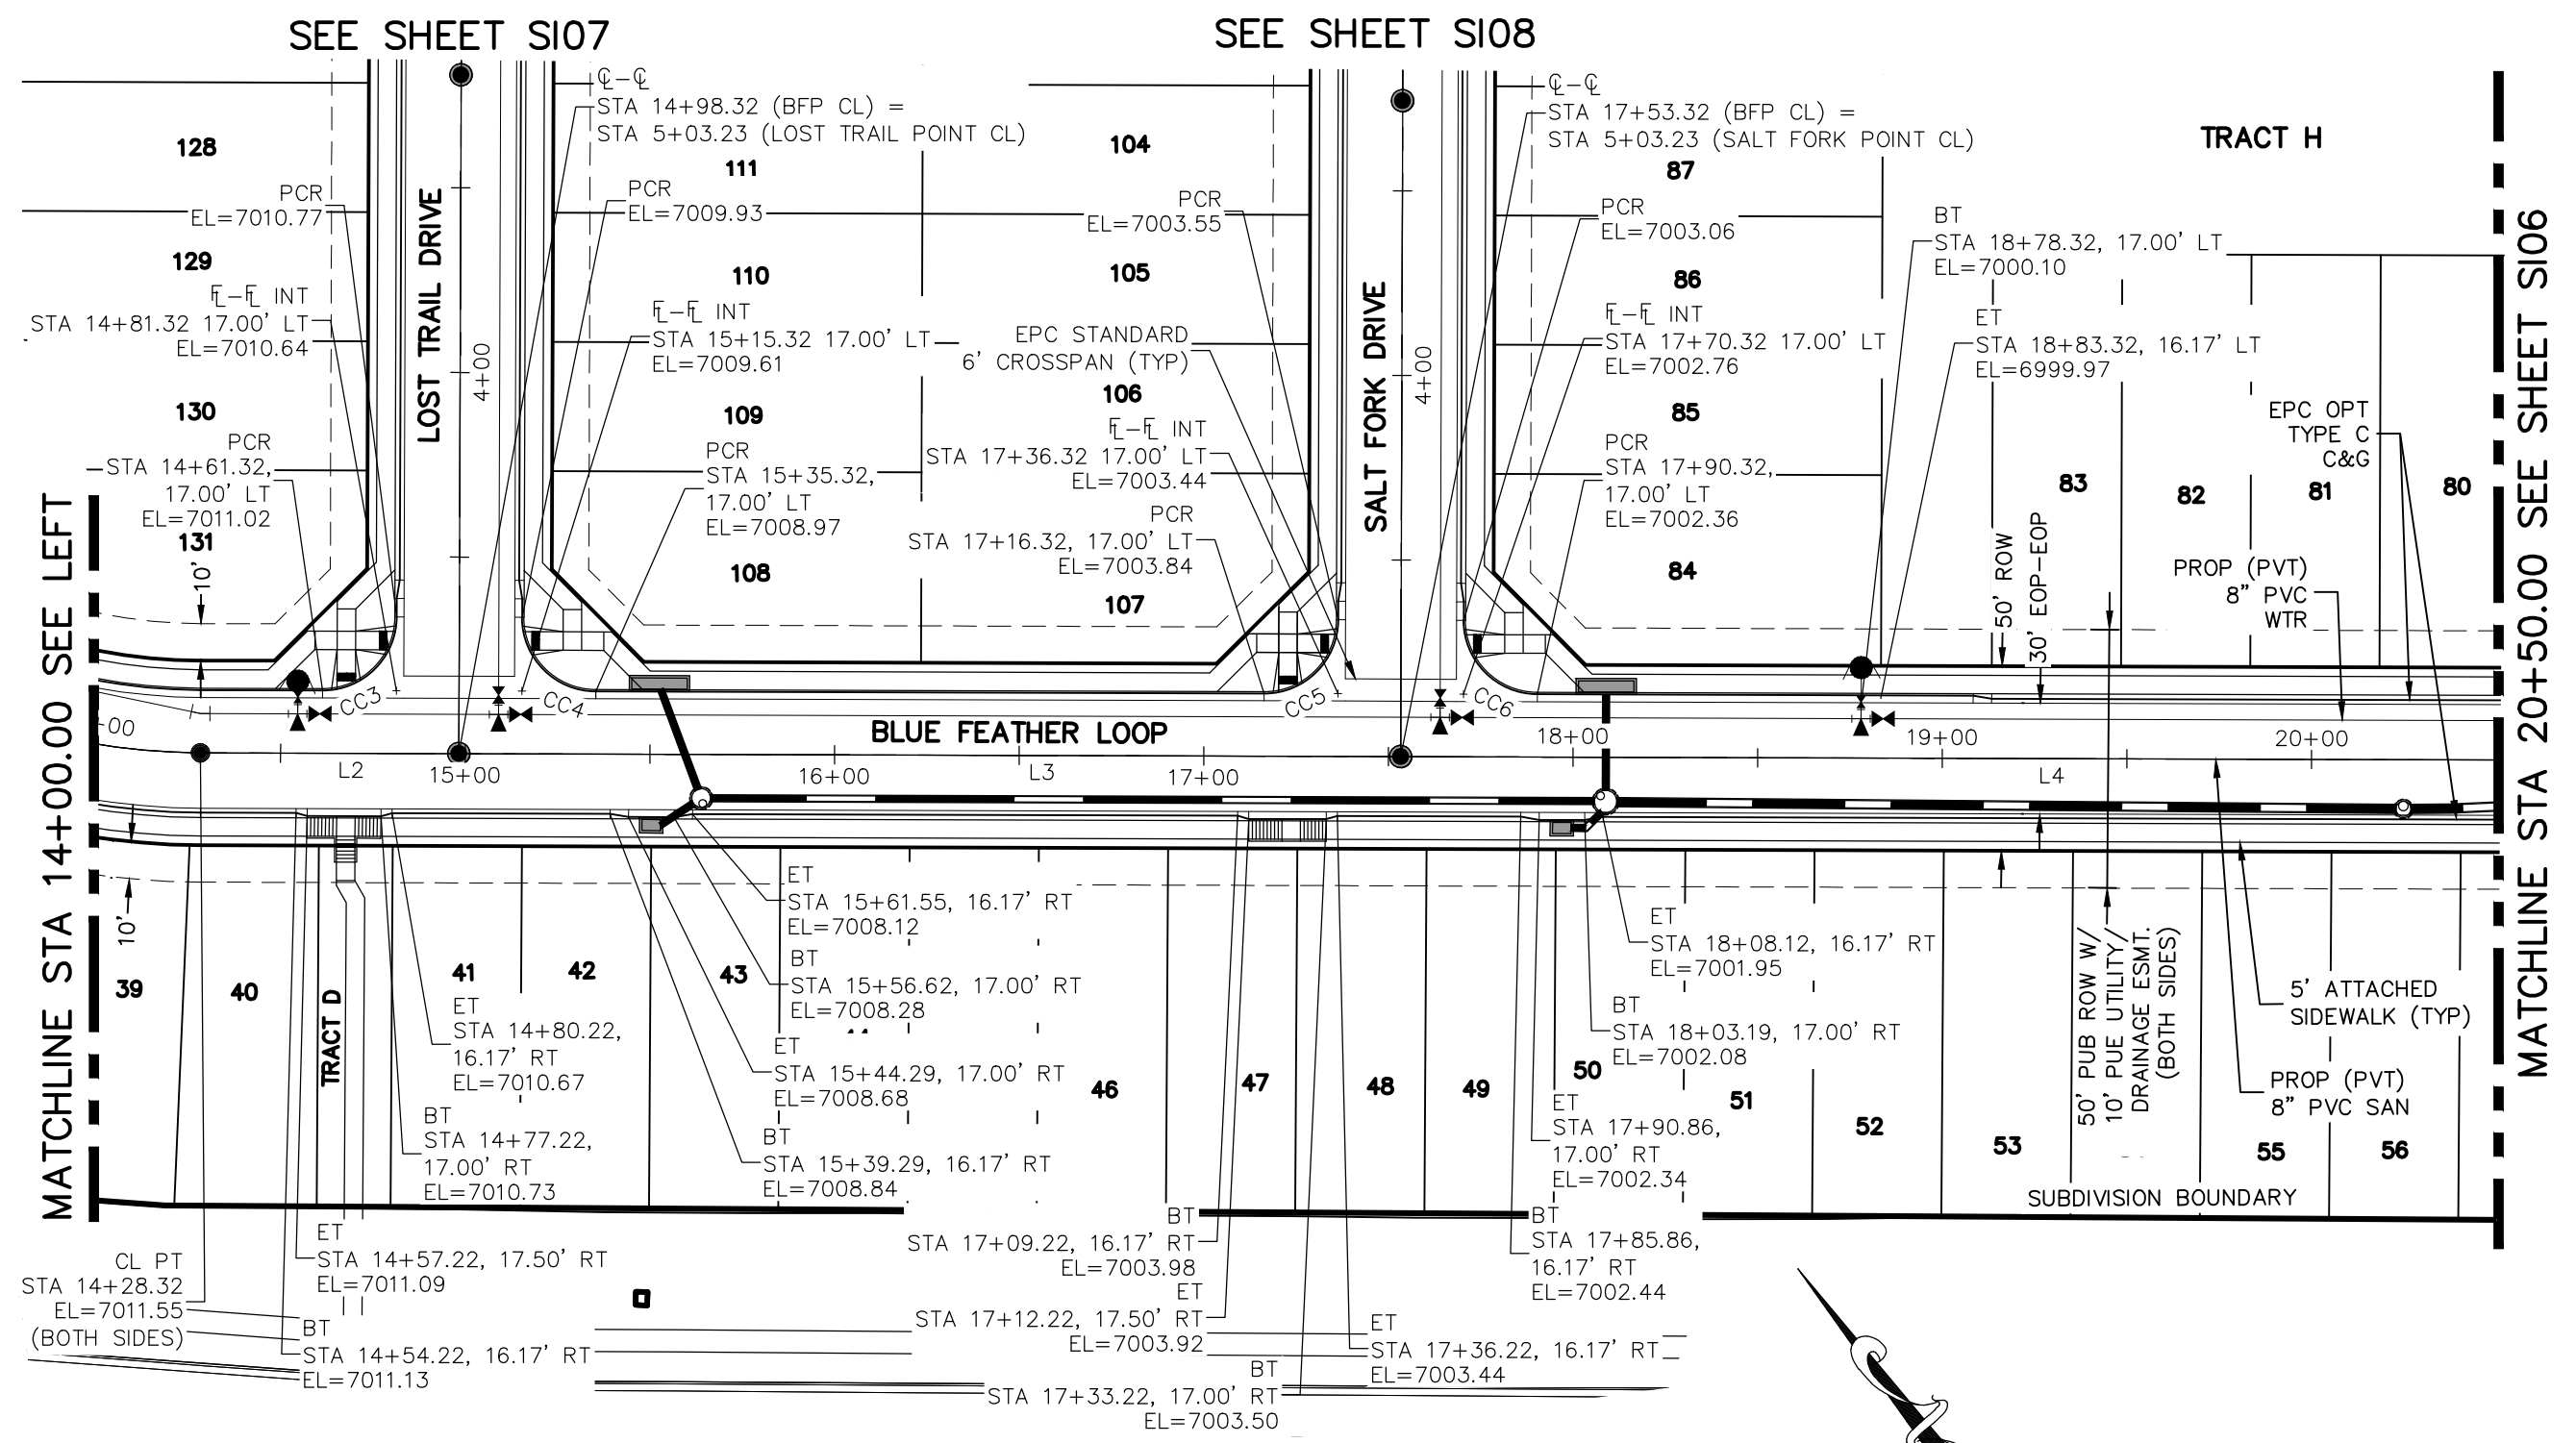 SEE SHEET SI07
SEE SHEET SI08
℄-℄
STA 14+98.32 (BFP CL) =
STA 5+03.23 (LOST TRAIL POINT CL)
℄-℄
STA 17+53.32 (BFP CL) =
STA 5+03.23 (SALT FORK POINT CL)
TRACT H
128
111
104
87
PCR
EL=7010.77
PCR
EL=7009.93
PCR
EL=7003.55
PCR
EL=7003.06
BT
STA 18+78.32, 17.00' LT
EL=7000.10
129
110
105
86
FL-FL INT
STA 14+81.32 17.00' LT
EL=7010.64
LOST TRAIL DRIVE
4+00
FL-FL INT
STA 15+15.32 17.00' LT
EL=7009.61
EPC STANDARD
6' CROSSPAN (TYP)
SALT FORK DRIVE
4+00
FL-FL INT
STA 17+70.32 17.00' LT
EL=7002.76
ET
STA 18+83.32, 16.17' LT
EL=6999.97
130
109
106
85
EPC OPT
TYPE C
C&G
PCR
STA 14+61.32,
17.00' LT
EL=7011.02
PCR
STA 15+35.32,
17.00' LT
EL=7008.97
FL-FL INT
STA 17+36.32 17.00' LT
EL=7003.44
PCR
STA 17+16.32, 17.00' LT
EL=7003.84
PCR
STA 17+90.32,
17.00' LT
EL=7002.36
83
82
81
80
131
10'
108
107
84
50' ROW
30' EOP-EOP
PROP (PVT)
8" PVC
WTR
MATCHLINE STA 14+00.00 SEE LEFT
MATCHLINE STA 20+50.00 SEE SHEET SI06
CC3
CC4
CC5
CC6
+00
BLUE FEATHER LOOP
L2
15+00
16+00
L3
17+00
18+00
19+00
L4
20+00
10'
39
40
TRACT D
41
42
43
46
47
48
49
50
51
52
53
55
56
ET
STA 15+61.55, 16.17' RT
EL=7008.12
BT
STA 15+56.62, 17.00' RT
EL=7008.28
ET
STA 15+44.29, 17.00' RT
EL=7008.68
BT
STA 15+39.29, 16.17' RT
EL=7008.84
ET
STA 14+80.22,
16.17' RT
EL=7010.67
BT
STA 14+77.22,
17.00' RT
EL=7010.73
ET
STA 18+08.12, 16.17' RT
EL=7001.95
BT
STA 18+03.19, 17.00' RT
EL=7002.08
ET
STA 17+90.86,
17.00' RT
EL=7002.34
BT
STA 17+85.86,
16.17' RT
EL=7002.44
50' PUB ROW W/
10' PUE UTILITY/
DRAINAGE ESMT.
(BOTH SIDES)
5' ATTACHED
SIDEWALK (TYP)
PROP (PVT)
8" PVC SAN
SUBDIVISION BOUNDARY
CL PT
STA 14+28.32
EL=7011.55
(BOTH SIDES)
ET
STA 14+57.22, 17.50' RT
EL=7011.09
BT
STA 14+54.22, 16.17' RT
EL=7011.13
BT
STA 17+09.22, 16.17' RT
EL=7003.98
ET
STA 17+12.22, 17.50' RT
EL=7003.92
BT
STA 17+33.22, 17.00' RT
EL=7003.50
ET
STA 17+36.22, 16.17' RT
EL=7003.44